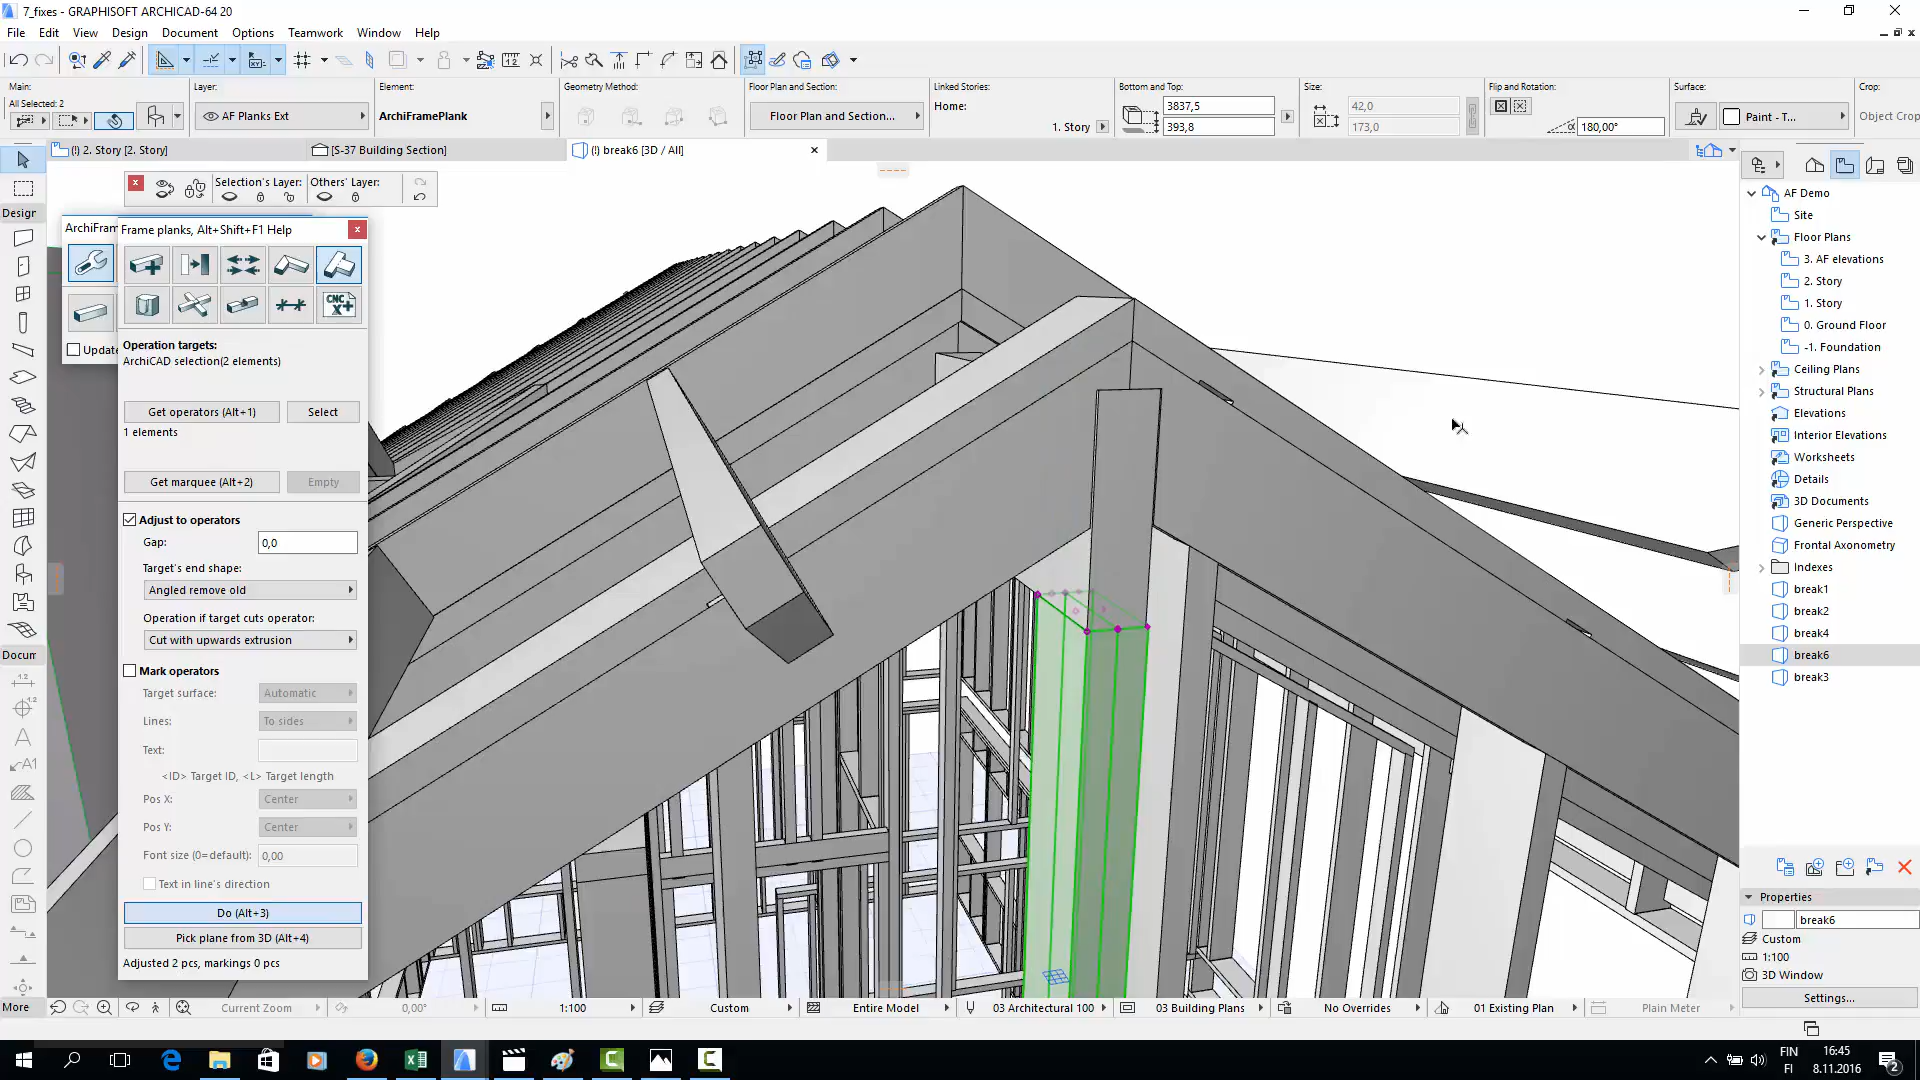 7_fixes - GRAPHISOFT ARCHICAD-64 20
File Edit View Design Document Options Teamwork Window Help
Main:
All Selected: 2
Layer:
AF Planks Ext
Element:
ArchiFramePlank
Geometry Method:
Floor Plan and Section:
Floor Plan and Section...
Linked Stories:
Home:
1. Story
Bottom and Top:
3837,5
393,8
Size:
42,0
173,0
Flip and Rotation:
180,00°
Surface:
Paint - T...
Crop:
Object Crop
(!) 2. Story [2. Story]
[S-37 Building Section]
(!) break6 [3D / All]
Selection's Layer:
Others' Layer:
Design
Docum
More
ArchiFram
Update
Frame planks, Alt+Shift+F1 Help
CNC
X+
Operation targets:
ArchiCAD selection(2 elements)
Get operators (Alt+1)
Select
1 elements
Get marquee (Alt+2)
Empty
Adjust to operators
Gap:
0,0
Target's end shape:
Angled remove old
Operation if target cuts operator:
Cut with upwards extrusion
Mark operators
Target surface:
Automatic
Lines:
To sides
Text:
<ID> Target ID, <L> Target length
Pos X:
Center
Pos Y:
Center
Font size (0=default):
0,00
Text in line's direction
Do (Alt+3)
Pick plane from 3D (Alt+4)
Adjusted 2 pcs, markings 0 pcs
AF Demo
Site
Floor Plans
3. AF elevations
2. Story
1. Story
0. Ground Floor
-1. Foundation
Ceiling Plans
Structural Plans
Elevations
Interior Elevations
Worksheets
Details
3D Documents
Generic Perspective
Frontal Axonometry
Indexes
break1
break2
break4
break6
break3
Properties
break6
Custom
1:100
3D Window
Settings...
Current Zoom
0,00°
1:100
Custom
Entire Model
03 Architectural 100
03 Building Plans
No Overrides
01 Existing Plan
Plain Meter
FIN
FI
16:45
8.11.2016
2